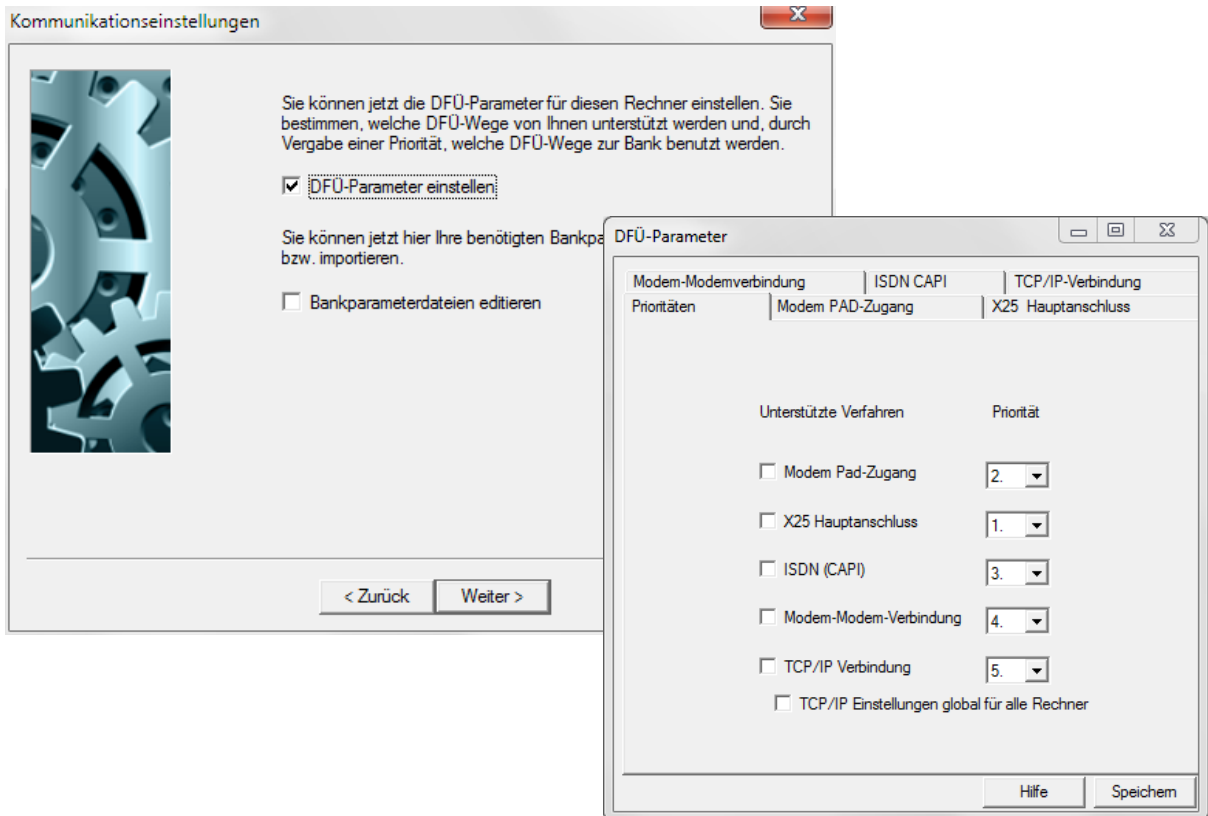 Kommunikationseinstellungen
Sie können jetzt die DFÜ-Parameter für diesen Rechner einstellen. Sie
bestimmen, welche DFÜ-Wege von Ihnen unterstützt werden und, durch
Vergabe einer Priorität, welche DFÜ-Wege zur Bank benutzt werden.
DFÜ-Parameter einstellen
Sie können jetzt hier Ihre benötigten Bankpa
bzw. importieren.
Bankparameterdateien editieren
< Zurück Weiter >
DFÜ-Parameter
Modem-Modemverbindung ISDN CAPI TCP/IP-Verbindung
Prioritäten Modem PAD-Zugang X25 Hauptanschluss
Unterstützte Verfahren Priorität
Modem Pad-Zugang 2.
X25 Hauptanschluss 1.
ISDN (CAPI) 3.
Modem-Modem-Verbindung 4.
TCP/IP Verbindung 5.
TCP/IP Einstellungen global für alle Rechner
Hilfe Speichern